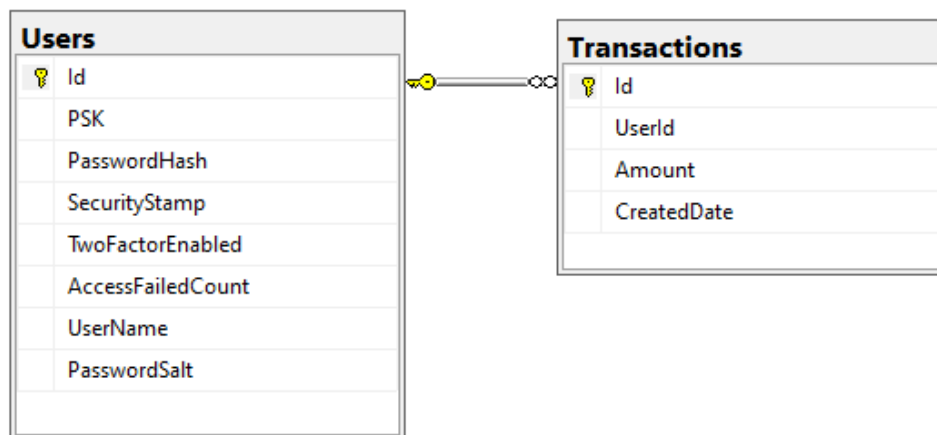 Users
Id
PSK
PasswordHash
SecurityStamp
TwoFactorEnabled
AccessFailedCount
UserName
PasswordSalt
Transactions
Id
UserId
Amount
CreatedDate